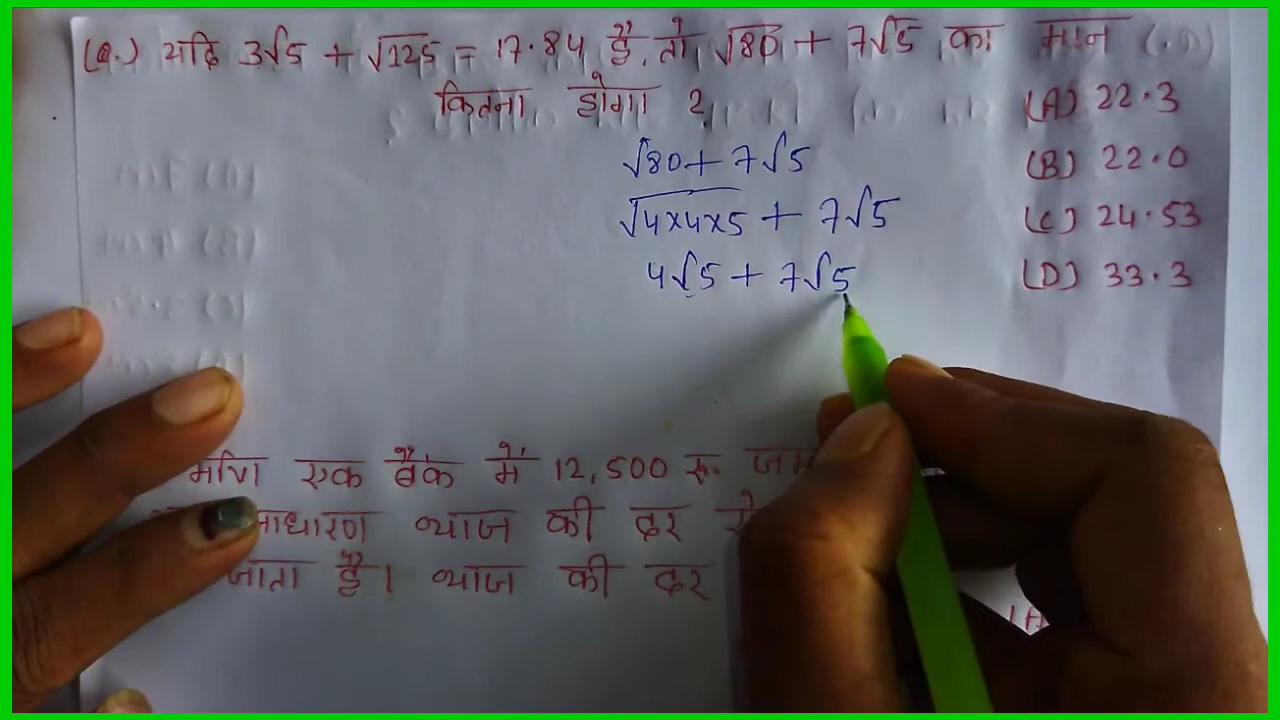 (Q.) यदि 3√5 + √125 = 17.84 है, तो √80 + 7√5 का मान
कितना होगा ?
(A) 22.3
(B) 22.0
(C) 24.53
(D) 33.3
√80 + 7√5
√4×4×5 + 7√5
4√5 + 7√5
मणि एक बैंक में 12,500 रू
साधारण ब्याज की दर से
जाता है। ब्याज की दर